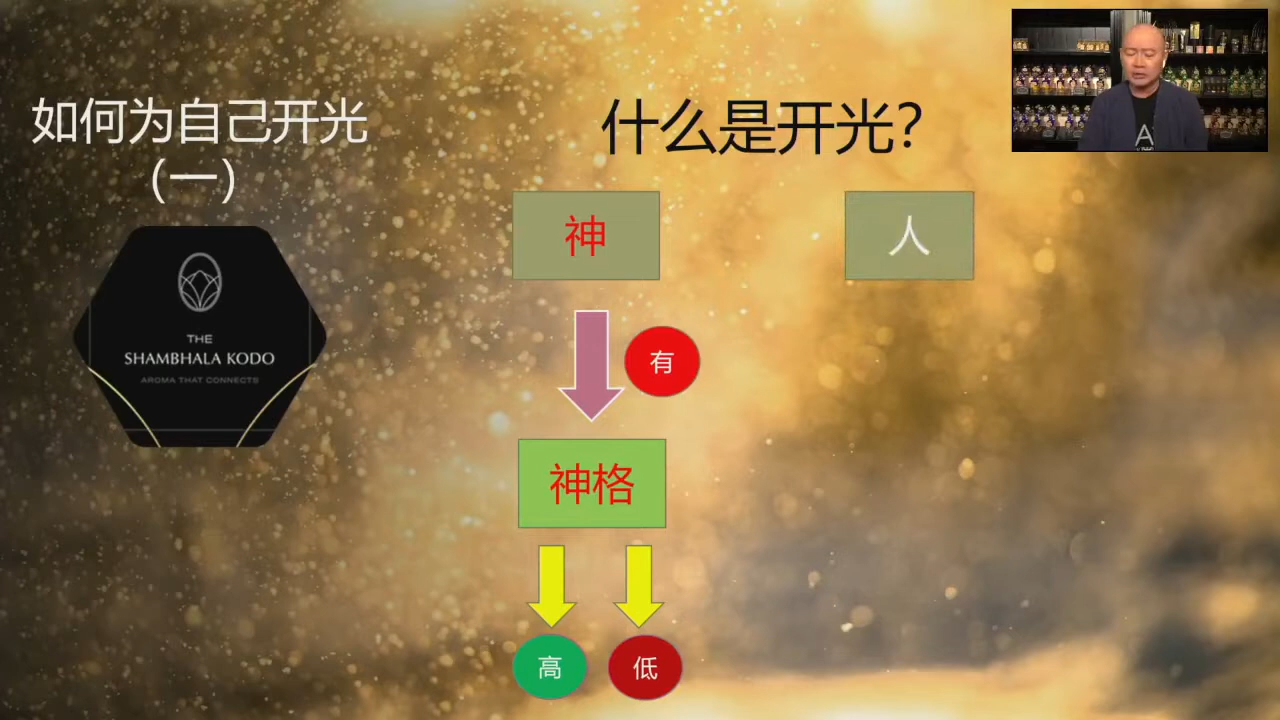 如何为自己开光
（一）
THE
SHAMBHALA KODO
AROMA THAT CONNECTS
什么是开光？
神
人
有
神格
高
低
A